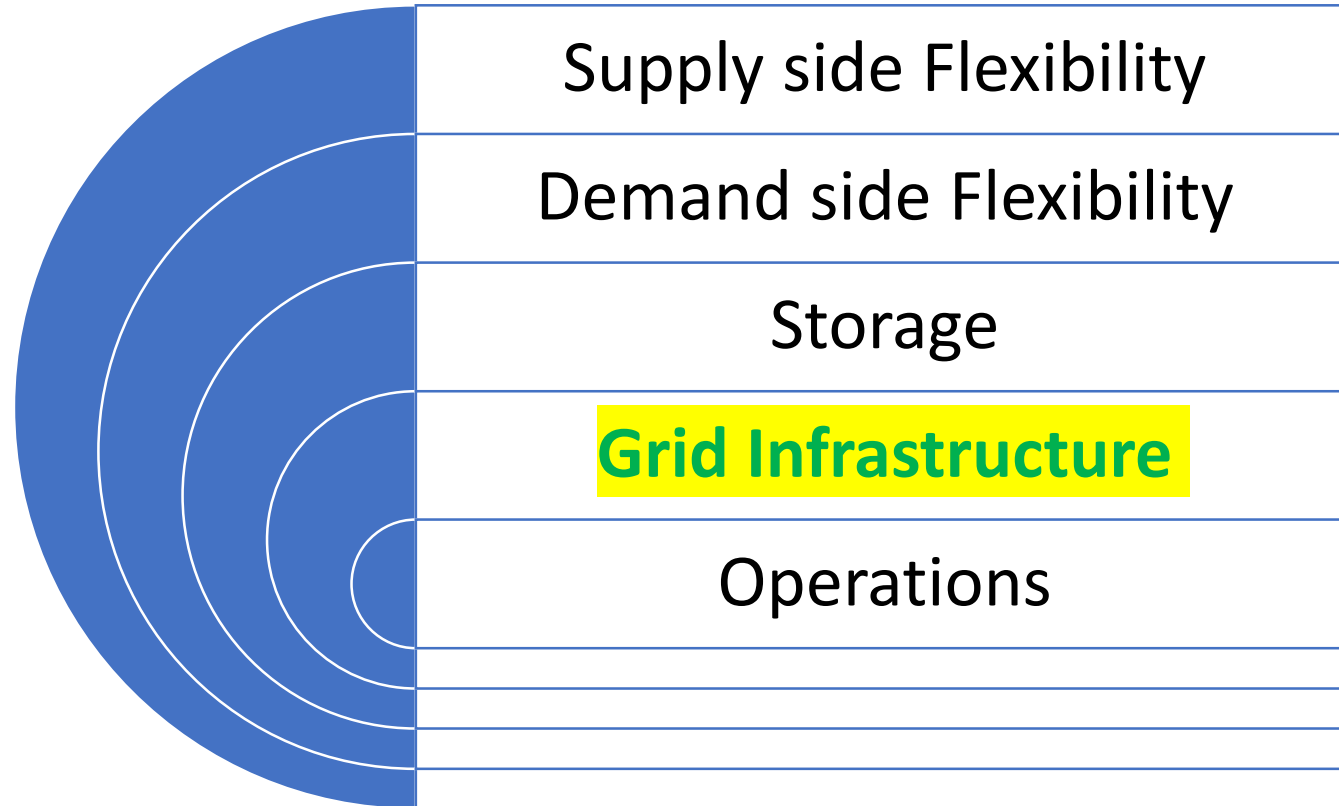 Supply side Flexibility
Demand side Flexibility
Storage
Grid Infrastructure
Operations